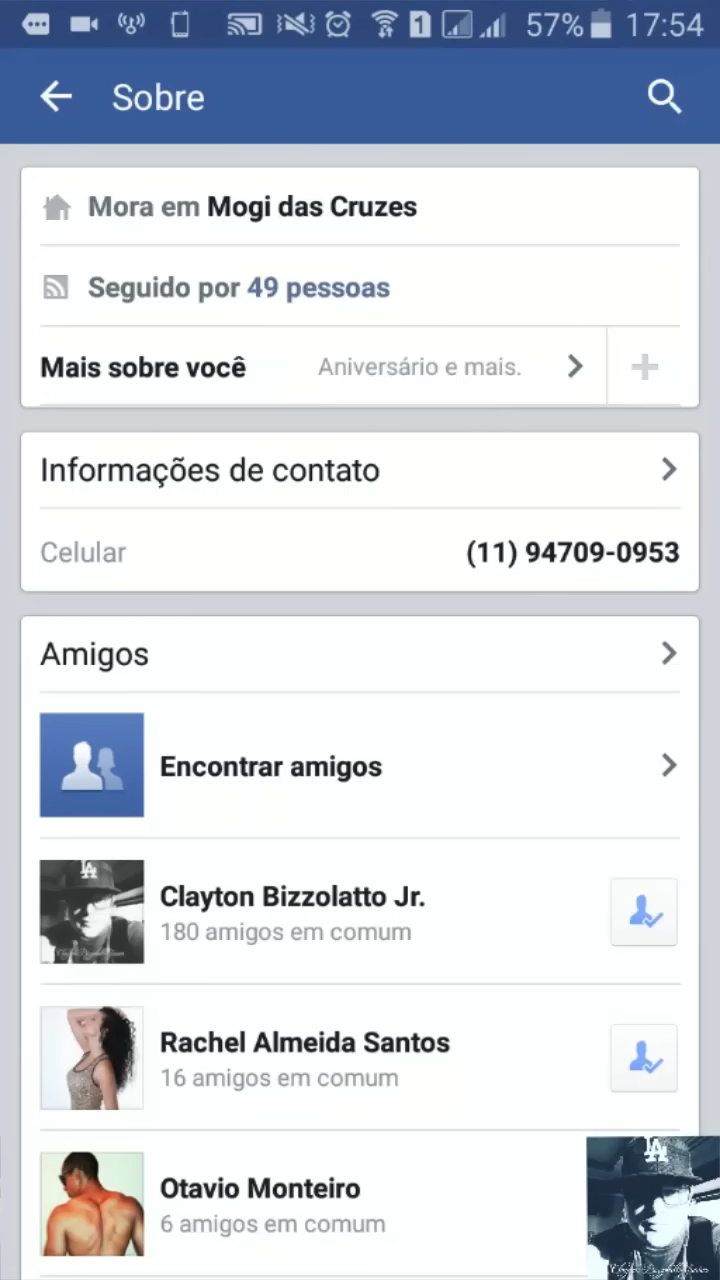 57% 17:54
Sobre
Mora em Mogi das Cruzes
Seguido por 49 pessoas
Mais sobre você Aniversário e mais.
Informações de contato
Celular (11) 94709-0953
Amigos
Encontrar amigos
Clayton Bizzolatto Jr.
180 amigos em comum
Rachel Almeida Santos
16 amigos em comum
Otavio Monteiro
6 amigos em comum